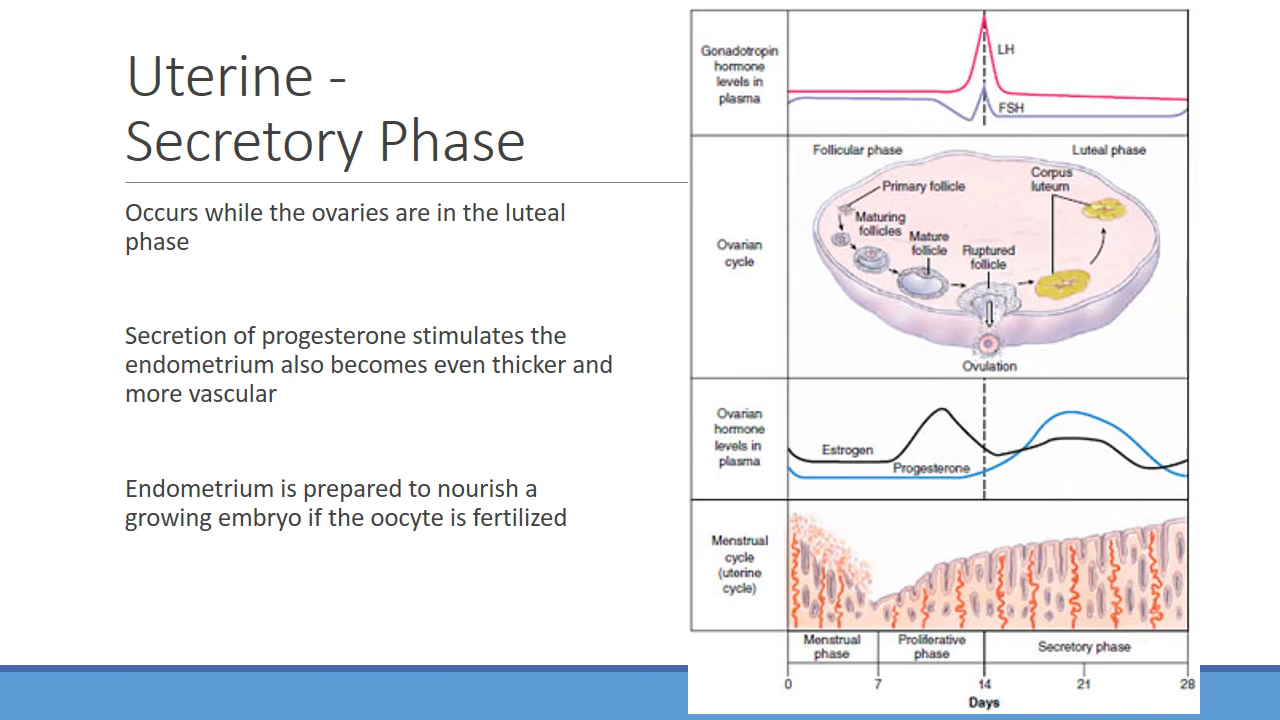 Uterine -
Secretory Phase
Occurs while the ovaries are in the luteal
phase
Secretion of progesterone stimulates the
endometrium also becomes even thicker and
more vascular
Endometrium is prepared to nourish a
growing embryo if the oocyte is fertilized
Gonadotropin
hormone
levels in
plasma
LH
FSH
Ovarian
cycle
Follicular phase
Luteal phase
Primary follicle
Corpus
luteum
Maturing
follicles
Mature
follicle
Ruptured
follicle
Ovulation
Ovarian
hormone
levels in
plasma
Estrogen
Progesterone
Menstrual
cycle
(uterine
cycle)
Menstrual
phase
Proliferative
phase
Secretory phase
0 7 14 21 28
Days